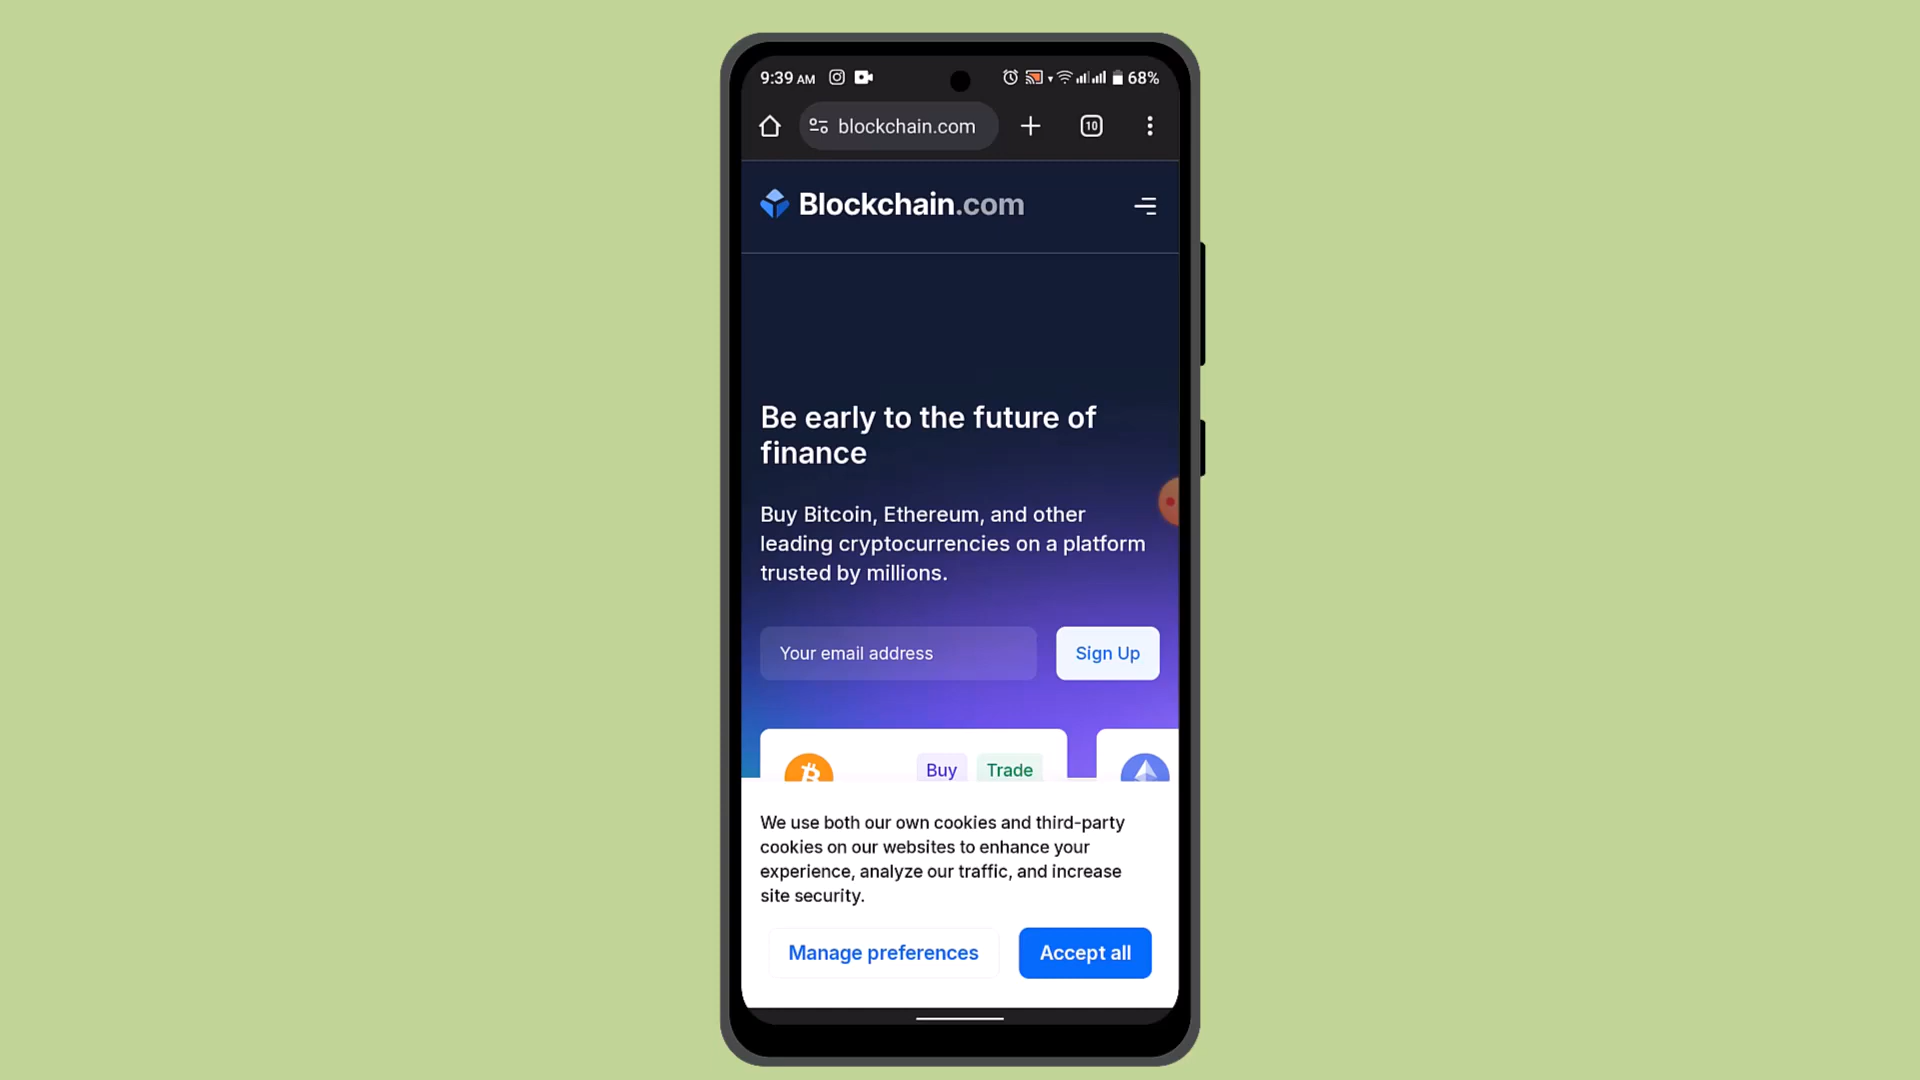 9:39 AM 68%
blockchain.com 10
Blockchain.com
Be early to the future of
finance
Buy Bitcoin, Ethereum, and other
leading cryptocurrencies on a platform
trusted by millions.
Your email address Sign Up
Buy Trade
We use both our own cookies and third-party
cookies on our websites to enhance your
experience, analyze our traffic, and increase
site security.
Manage preferences Accept all